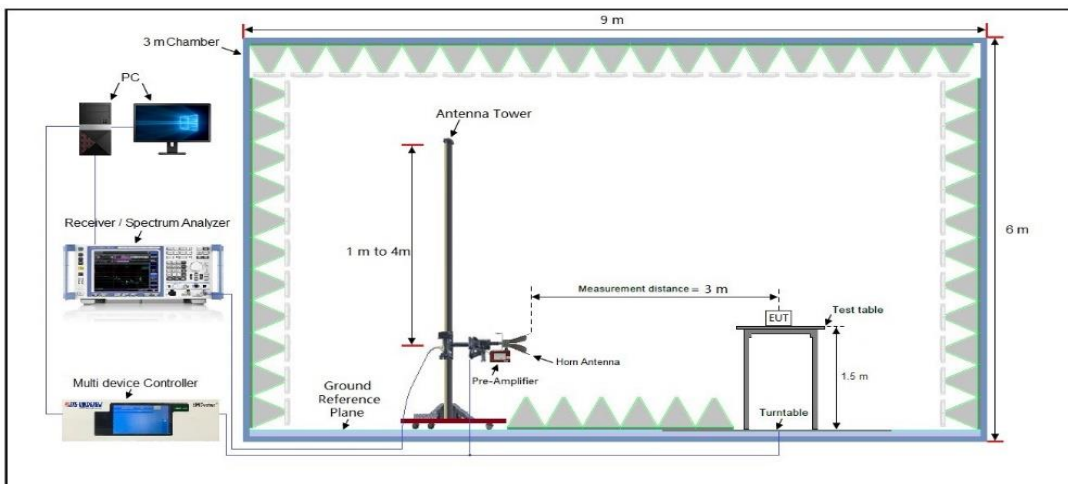 9 m
3 m Chamber
PC
Antenna Tower
Receiver / Spectrum Analyzer
6 m
1 m to 4m
Measurement distance = 3 m
EUT
Test table
Horn Antenna
Pre-Amplifier
1.5 m
Multi device Controller
Ground
Reference
Plane
Turntable